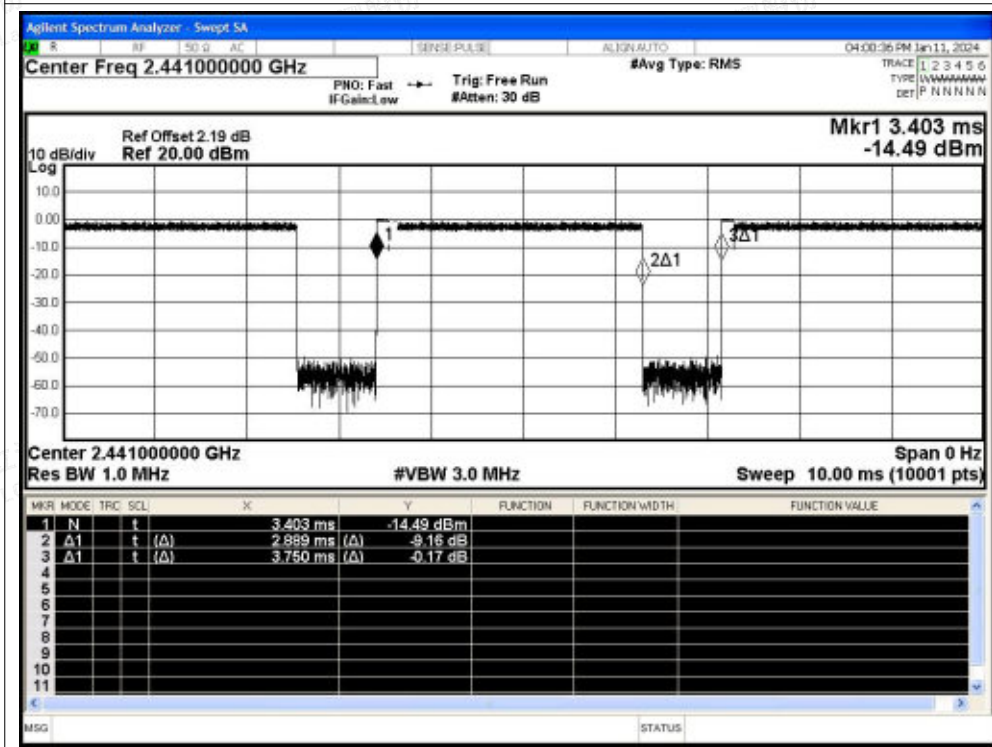 Agilent Spectrum Analyzer - Swept SA
R RF 50 Ω AC SENSE:PULSE ALIGN AUTO 04:00:36 PM Jan 11, 2024
Center Freq 2.441000000 GHz #Avg Type: RMS TRACE 1 2 3 4 5 6
PNO: Fast Trig: Free Run TYPE WWWWWW
IFGain:Low #Atten: 30 dB DET P N N N N N
Mkr1 3.403 ms
Ref Offset 2.19 dB
10 dB/div Ref 20.00 dBm -14.49 dBm
Log
10.0
0.00
1
3Δ1
-10.0
2Δ1
-20.0
-30.0
-40.0
-50.0
-60.0
-70.0
Center 2.441000000 GHz Span 0 Hz
Res BW 1.0 MHz #VBW 3.0 MHz Sweep 10.00 ms (10001 pts)
MKR MODE TRC SCL X Y FUNCTION FUNCTION WIDTH FUNCTION VALUE
1 N t 3.403 ms -14.49 dBm
2 Δ1 t (Δ) 2.889 ms (Δ) -9.16 dB
3 Δ1 t (Δ) 3.750 ms (Δ) -0.17 dB
4
5
6
7
8
9
10
11
MSG STATUS